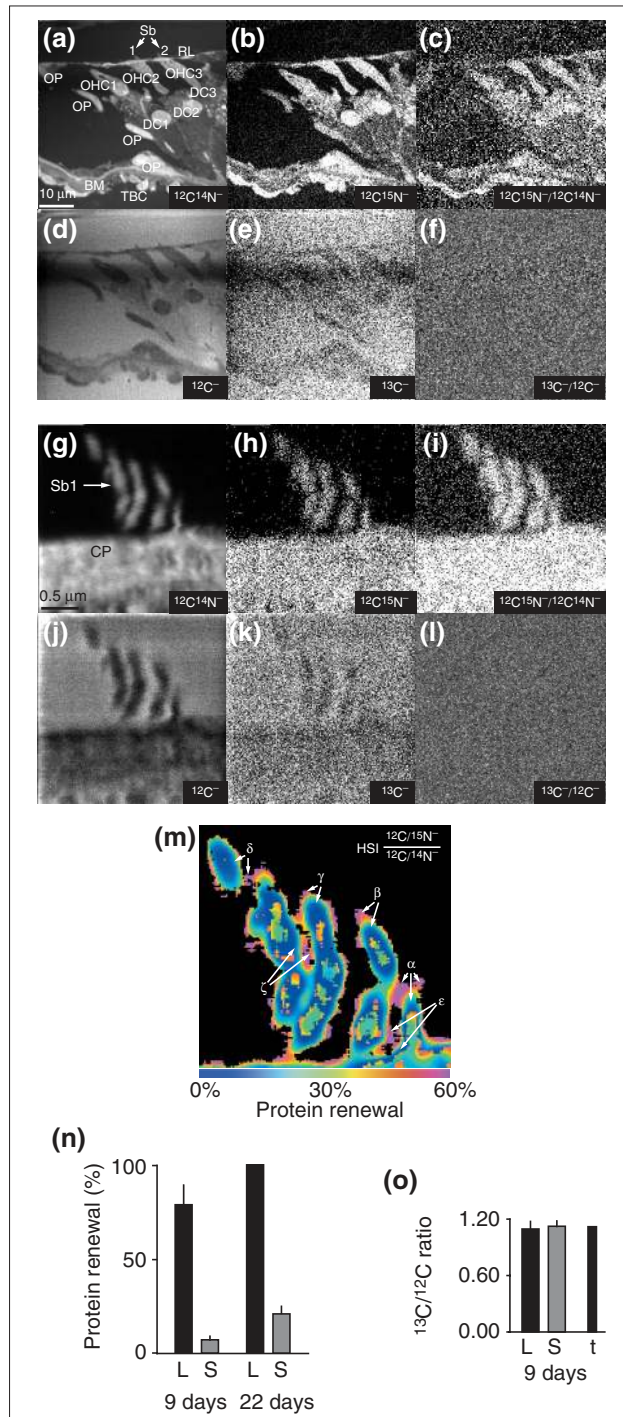 (a)
Sb
1
2
RL
OP
OHC1
OHC2
OHC3
OP
DC3
DC2
DC1
OP
OP
BM
TBC
10 μm
¹²C¹⁴N⁻
(b)
¹²C¹⁵N⁻
(c)
¹²C¹⁵N⁻/¹²C¹⁴N⁻
(d)
¹²C⁻
(e)
¹³C⁻
(f)
¹³C⁻/¹²C⁻
(g)
Sb1
CP
0.5 μm
¹²C¹⁴N⁻
(h)
¹²C¹⁵N⁻
(i)
¹²C¹⁵N⁻/¹²C¹⁴N⁻
(j)
¹²C⁻
(k)
¹³C⁻
(l)
¹³C⁻/¹²C⁻
(m)
HSI
¹²C/¹⁵N⁻
¹²C/¹⁴N⁻
δ
γ
β
α
ζ
ε
0% 30% 60%
Protein renewal
(n)
Protein renewal (%)
100
50
0
L S L S
9 days 22 days
(o)
¹³C/¹²C ratio
1.20
0.60
0.00
L S t
9 days